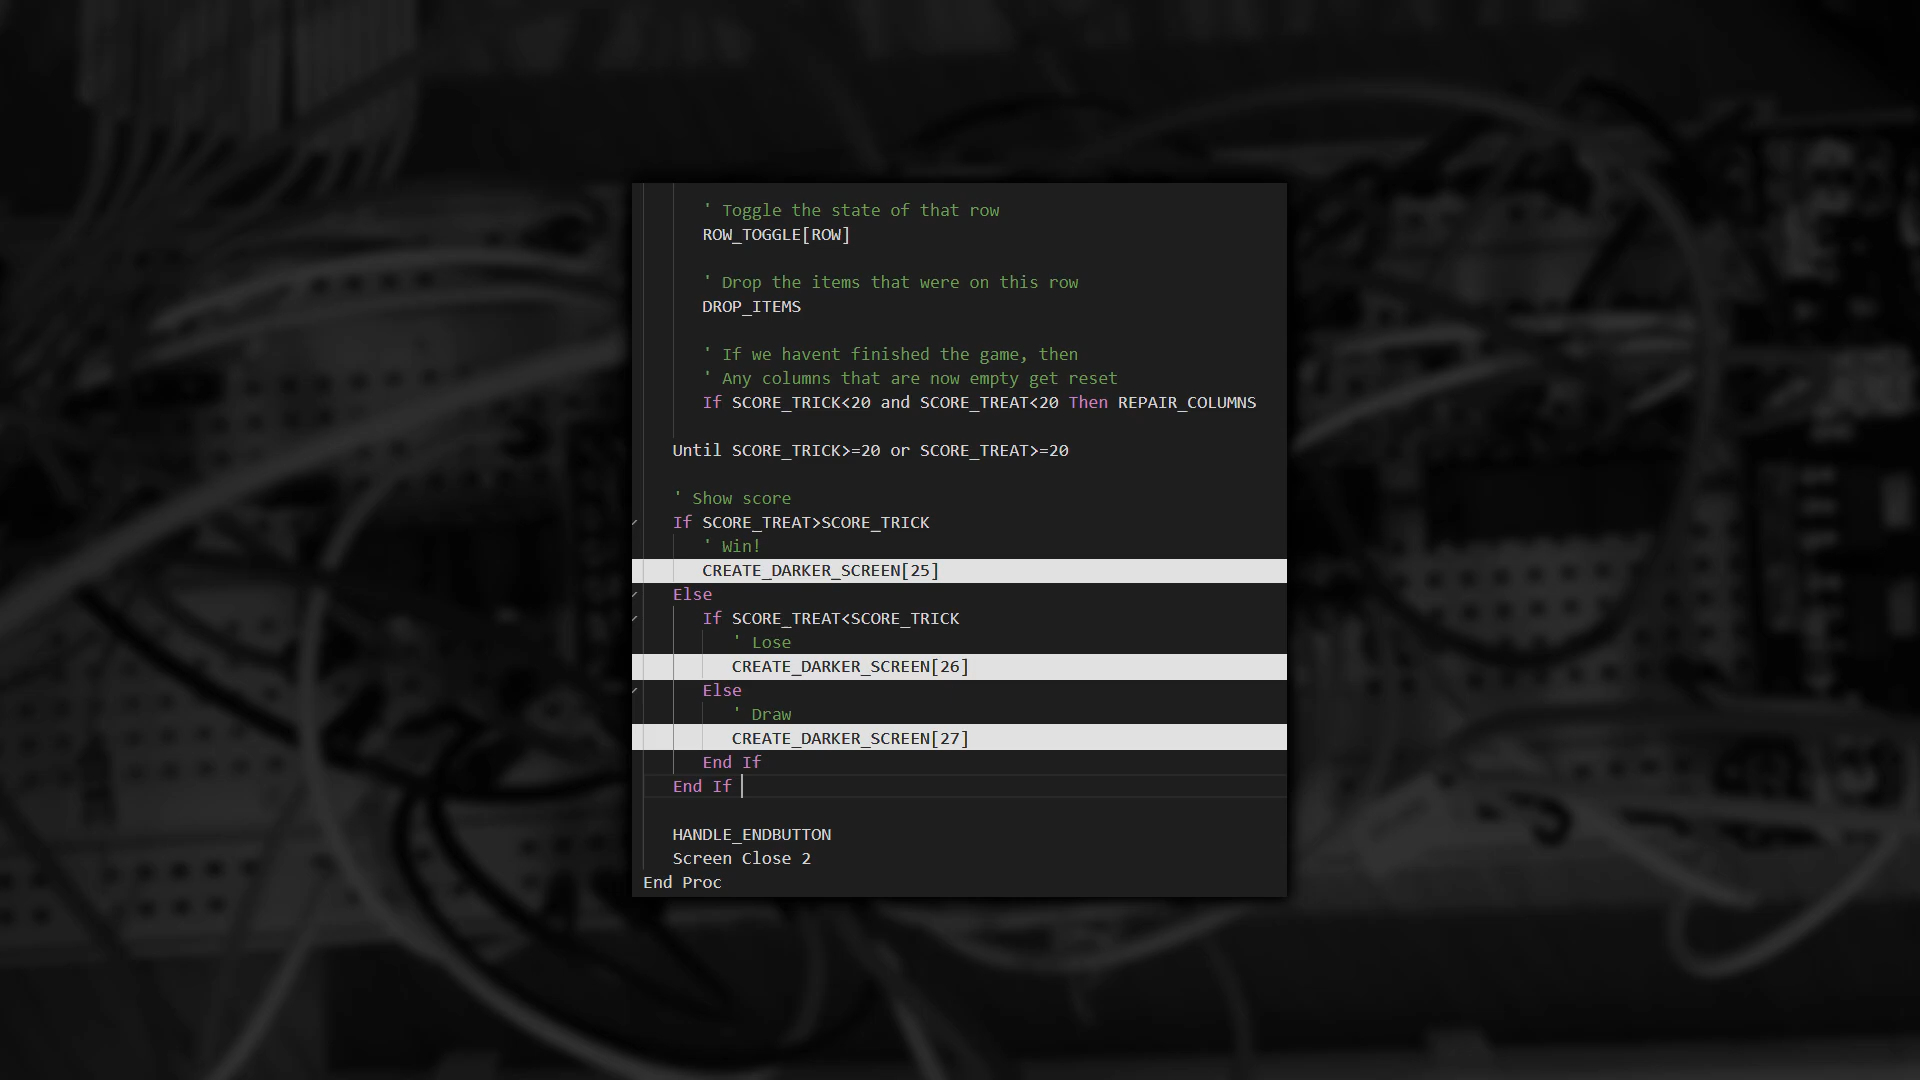 ' Toggle the state of that row
ROW_TOGGLE[ROW]
' Drop the items that were on this row
DROP_ITEMS
' If we havent finished the game, then
' Any columns that are now empty get reset
If SCORE_TRICK<20 and SCORE_TREAT<20 Then REPAIR_COLUMNS
Until SCORE_TRICK>=20 or SCORE_TREAT>=20
' Show score
If SCORE_TREAT>SCORE_TRICK
' Win!
CREATE_DARKER_SCREEN[25]
Else
If SCORE_TREAT<SCORE_TRICK
' Lose
CREATE_DARKER_SCREEN[26]
Else
' Draw
CREATE_DARKER_SCREEN[27]
End If
End If
HANDLE_ENDBUTTON
Screen Close 2
End Proc